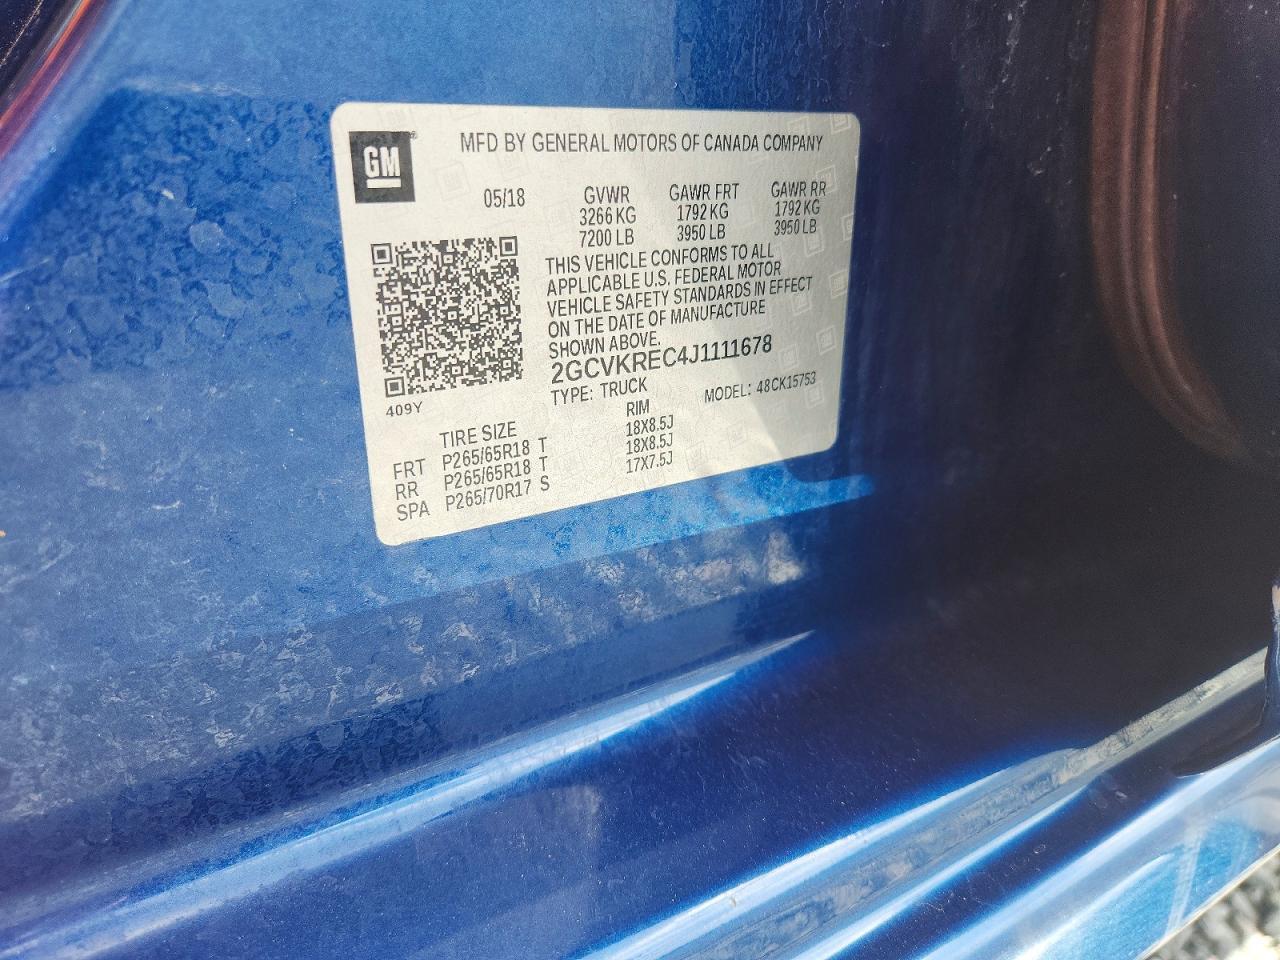 GM
MFD BY GENERAL MOTORS OF CANADA COMPANY
05/18 GVWR GAWR FRT GAWR RR
3266 KG 1792 KG 1792 KG
7200 LB 3950 LB 3950 LB
THIS VEHICLE CONFORMS TO ALL
APPLICABLE U.S. FEDERAL MOTOR
VEHICLE SAFETY STANDARDS IN EFFECT
ON THE DATE OF MANUFACTURE
SHOWN ABOVE.
2GCVKREC4J1111678
TYPE: TRUCK MODEL: 48CK15753
409Y
TIRE SIZE RIM
FRT P265/65R18 T 18X8.5J
RR P265/65R18 T 18X8.5J
SPA P265/70R17 S 17X7.5J